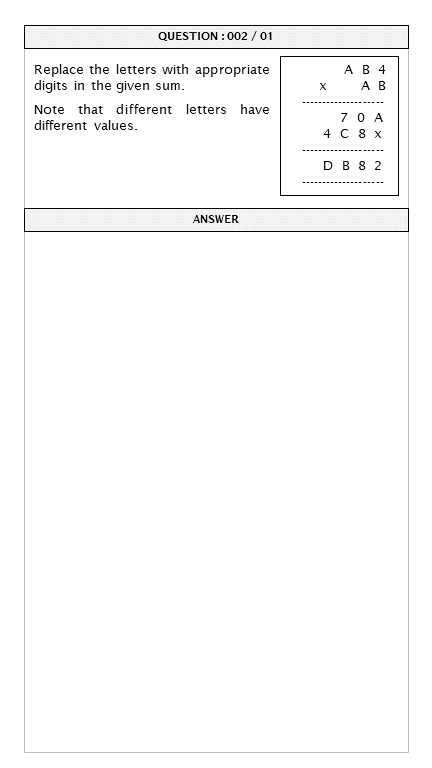 QUESTION : 002 / 01
Replace the letters with appropriate
digits in the given sum.
Note that different letters have
different values.
A B 4
x A B
--------------------
7 0 A
4 C 8 x
--------------------
D B 8 2
--------------------
ANSWER